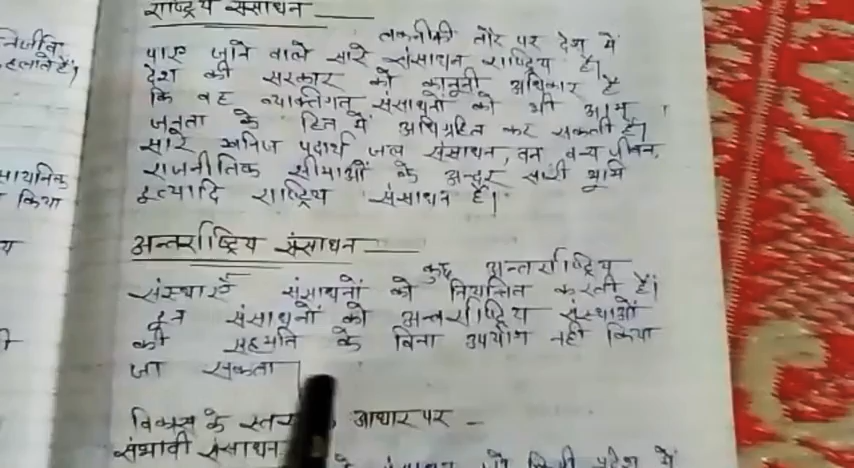 राष्ट्रिय संसाधन
तकनीकी तौर पर देश में
पाए जाने वाले सारे संसाधन राष्ट्रिय हैं।
देश की सरकार को कानूनी अधिकार है
कि वह व्यक्तिगत संसाधनों को भी आम
जनता के हित में अधिग्रहित कर सकती है।
सारे खनिज पदार्थ जल संसाधन, वन वन्य जीवन,
राजनीतिक सीमाओं के अन्दर सारी भूमि
इत्यादि राष्ट्रिय संसाधन हैं।
अन्तर्राष्ट्रिय संसाधन
कुछ अन्तर्राष्ट्रिय
संस्थाएँ संसाधनों को नियंत्रित करती हैं।
इन संसाधनों को अन्तर्राष्ट्रिय संस्थाओं
की सहमति के बिना उपयोग नही किया
जा सकता।
विकास के स्तर आधार पर -
संभावी संसाधन
किया